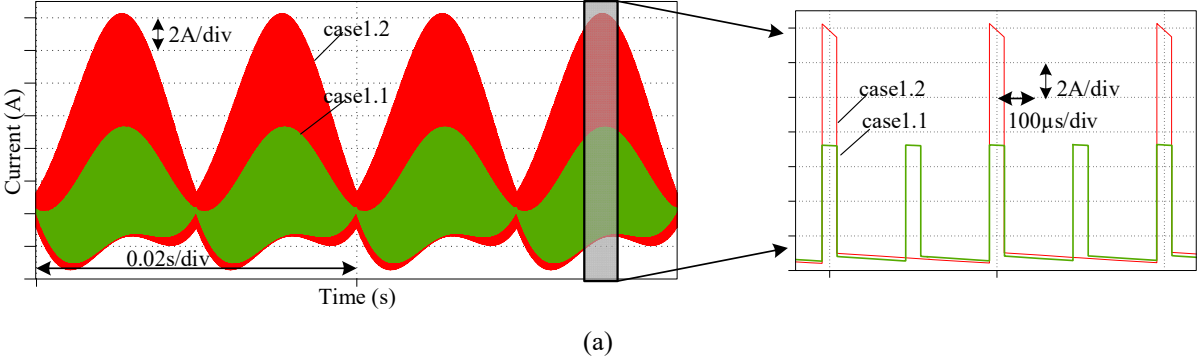 2A/div
case1.2
case1.1
Current (A)
0.02s/div
Time (s)
case1.2
2A/div
case1.1
100µs/div
(a)